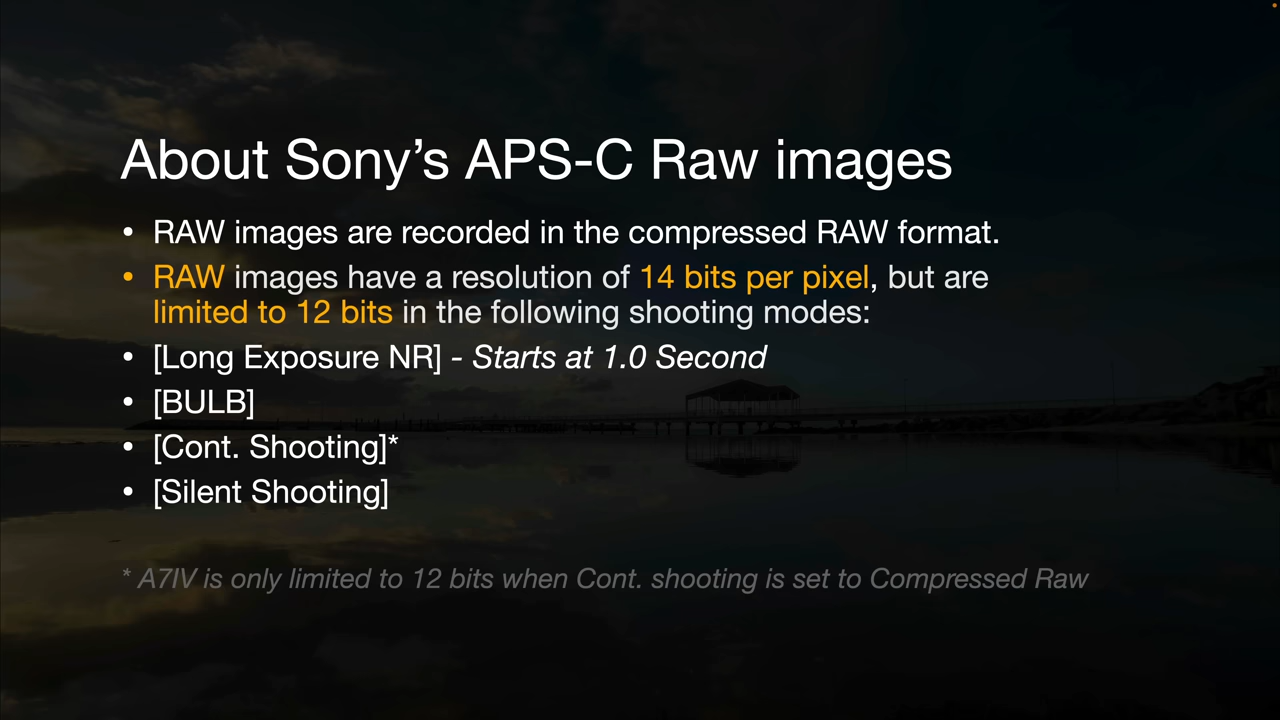 About Sony’s APS-C Raw images
• RAW images are recorded in the compressed RAW format.
• RAW images have a resolution of 14 bits per pixel, but are
limited to 12 bits in the following shooting modes:
• [Long Exposure NR] - Starts at 1.0 Second
• [BULB]
• [Cont. Shooting]*
• [Silent Shooting]
* A7IV is only limited to 12 bits when Cont. shooting is set to Compressed Raw